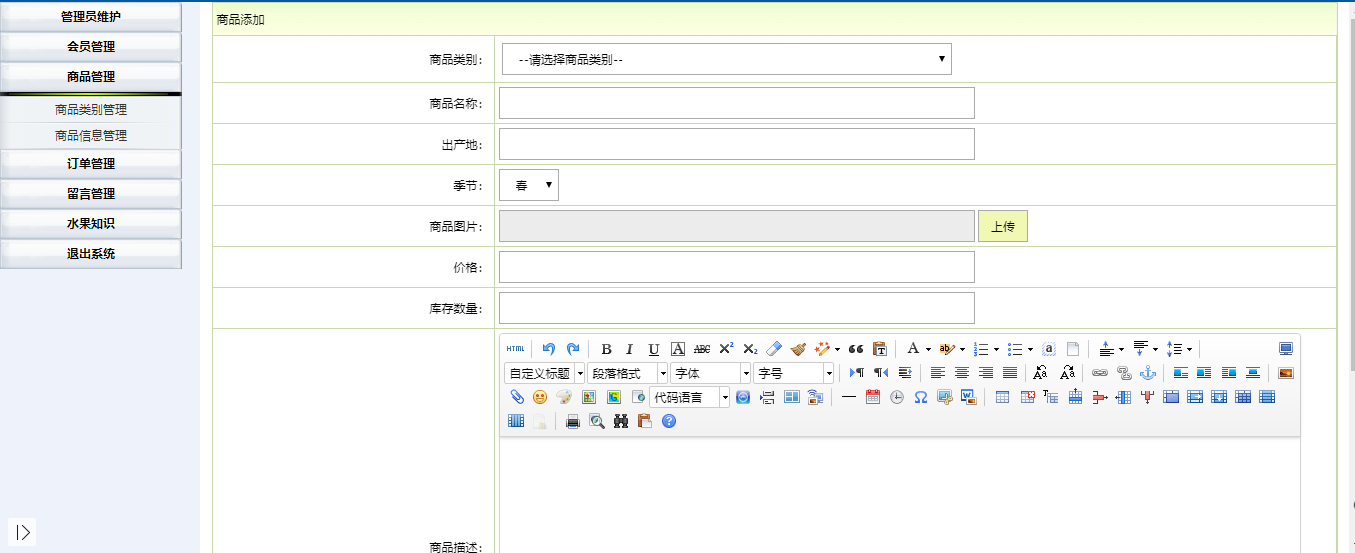 管理员维护
会员管理
商品管理
商品类别管理
商品信息管理
订单管理
留言管理
水果知识
退出系统
商品添加
商品类别:
--请选择商品类别--
商品名称:
出产地:
季节:
春
商品图片:
上传
价格:
库存数量:
HTML
B I U A ABC X² X₂
自定义标题
段落格式
字体
字号
代码语言
商品描述: